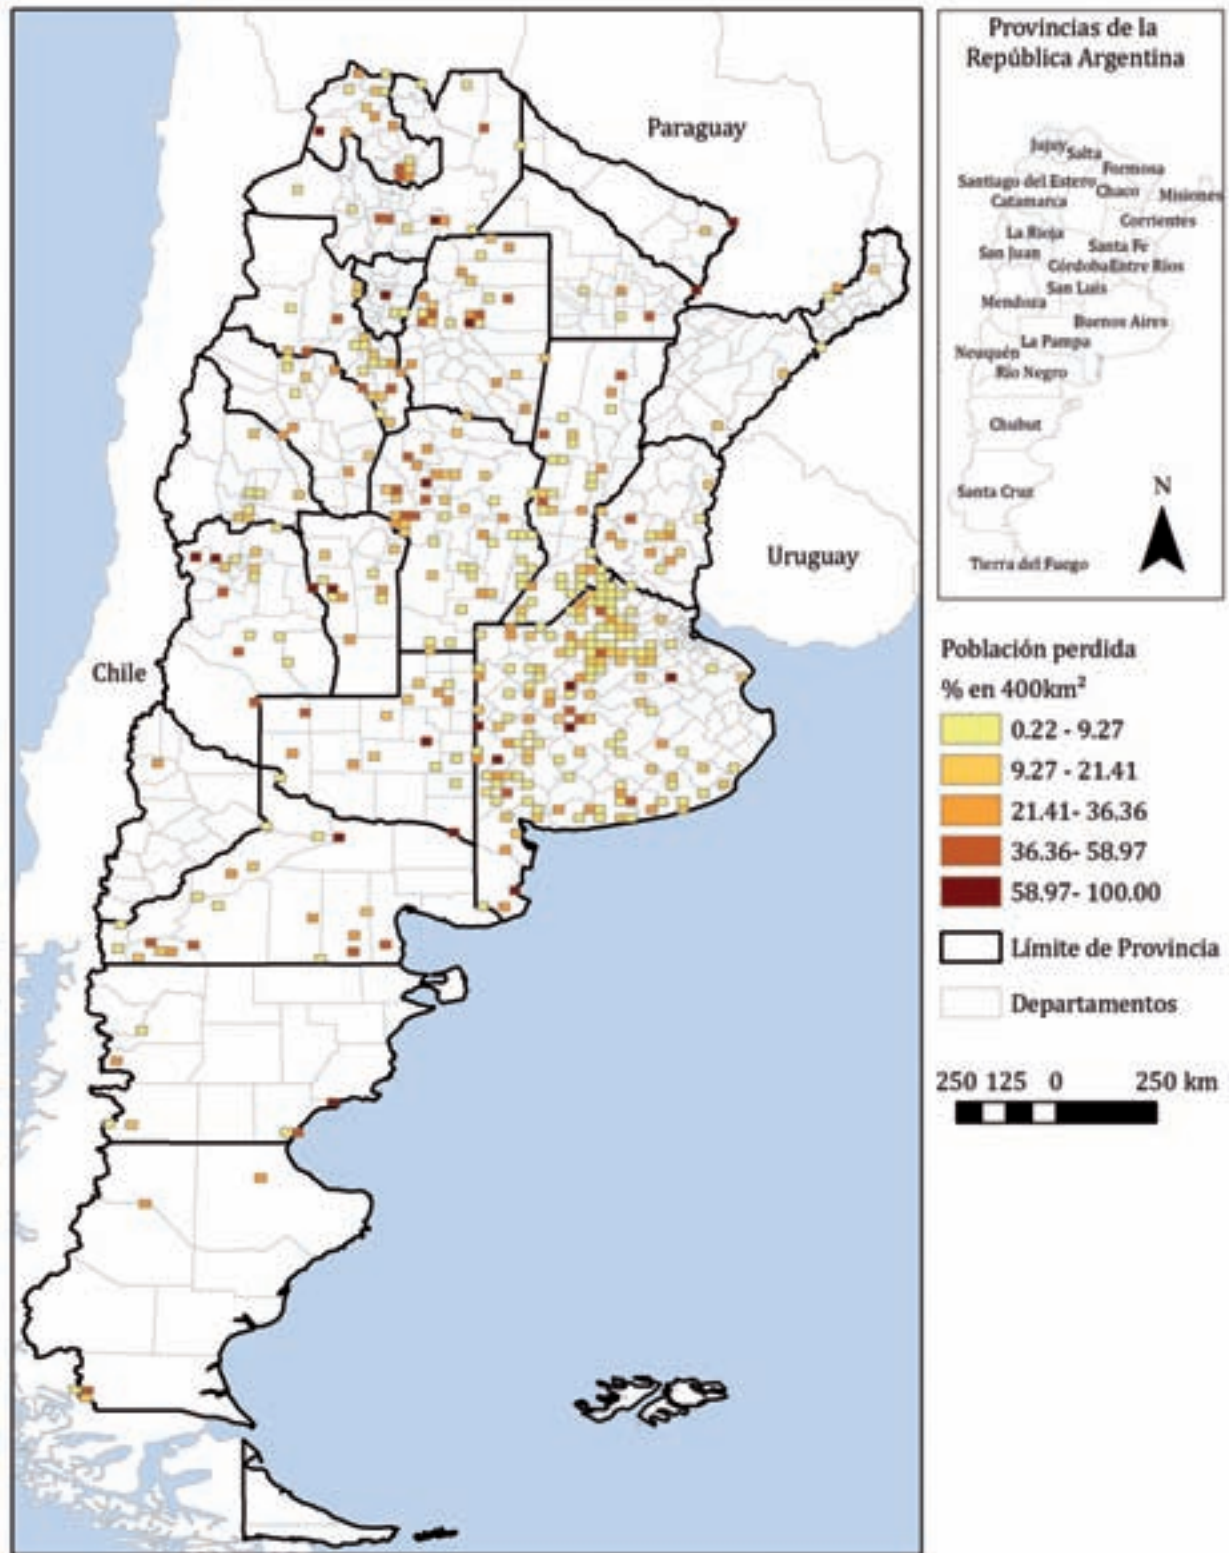 Paraguay
Uruguay
Chile
Provincias de la
República Argentina
Jujuy
Salta
Formosa
Santiago del Estero
Chaco
Misiones
Catamarca
Corrientes
La Rioja
Santa Fe
San Juan
Córdoba
Entre Ríos
San Luis
Mendoza
Buenos Aires
La Pampa
Neuquén
Río Negro
Chubut
Santa Cruz
N
Tierra del Fuego
Población perdida
% en 400km²
0.22 - 9.27
9.27 - 21.41
21.41- 36.36
36.36- 58.97
58.97- 100.00
Límite de Provincia
Departamentos
250 125 0 250 km